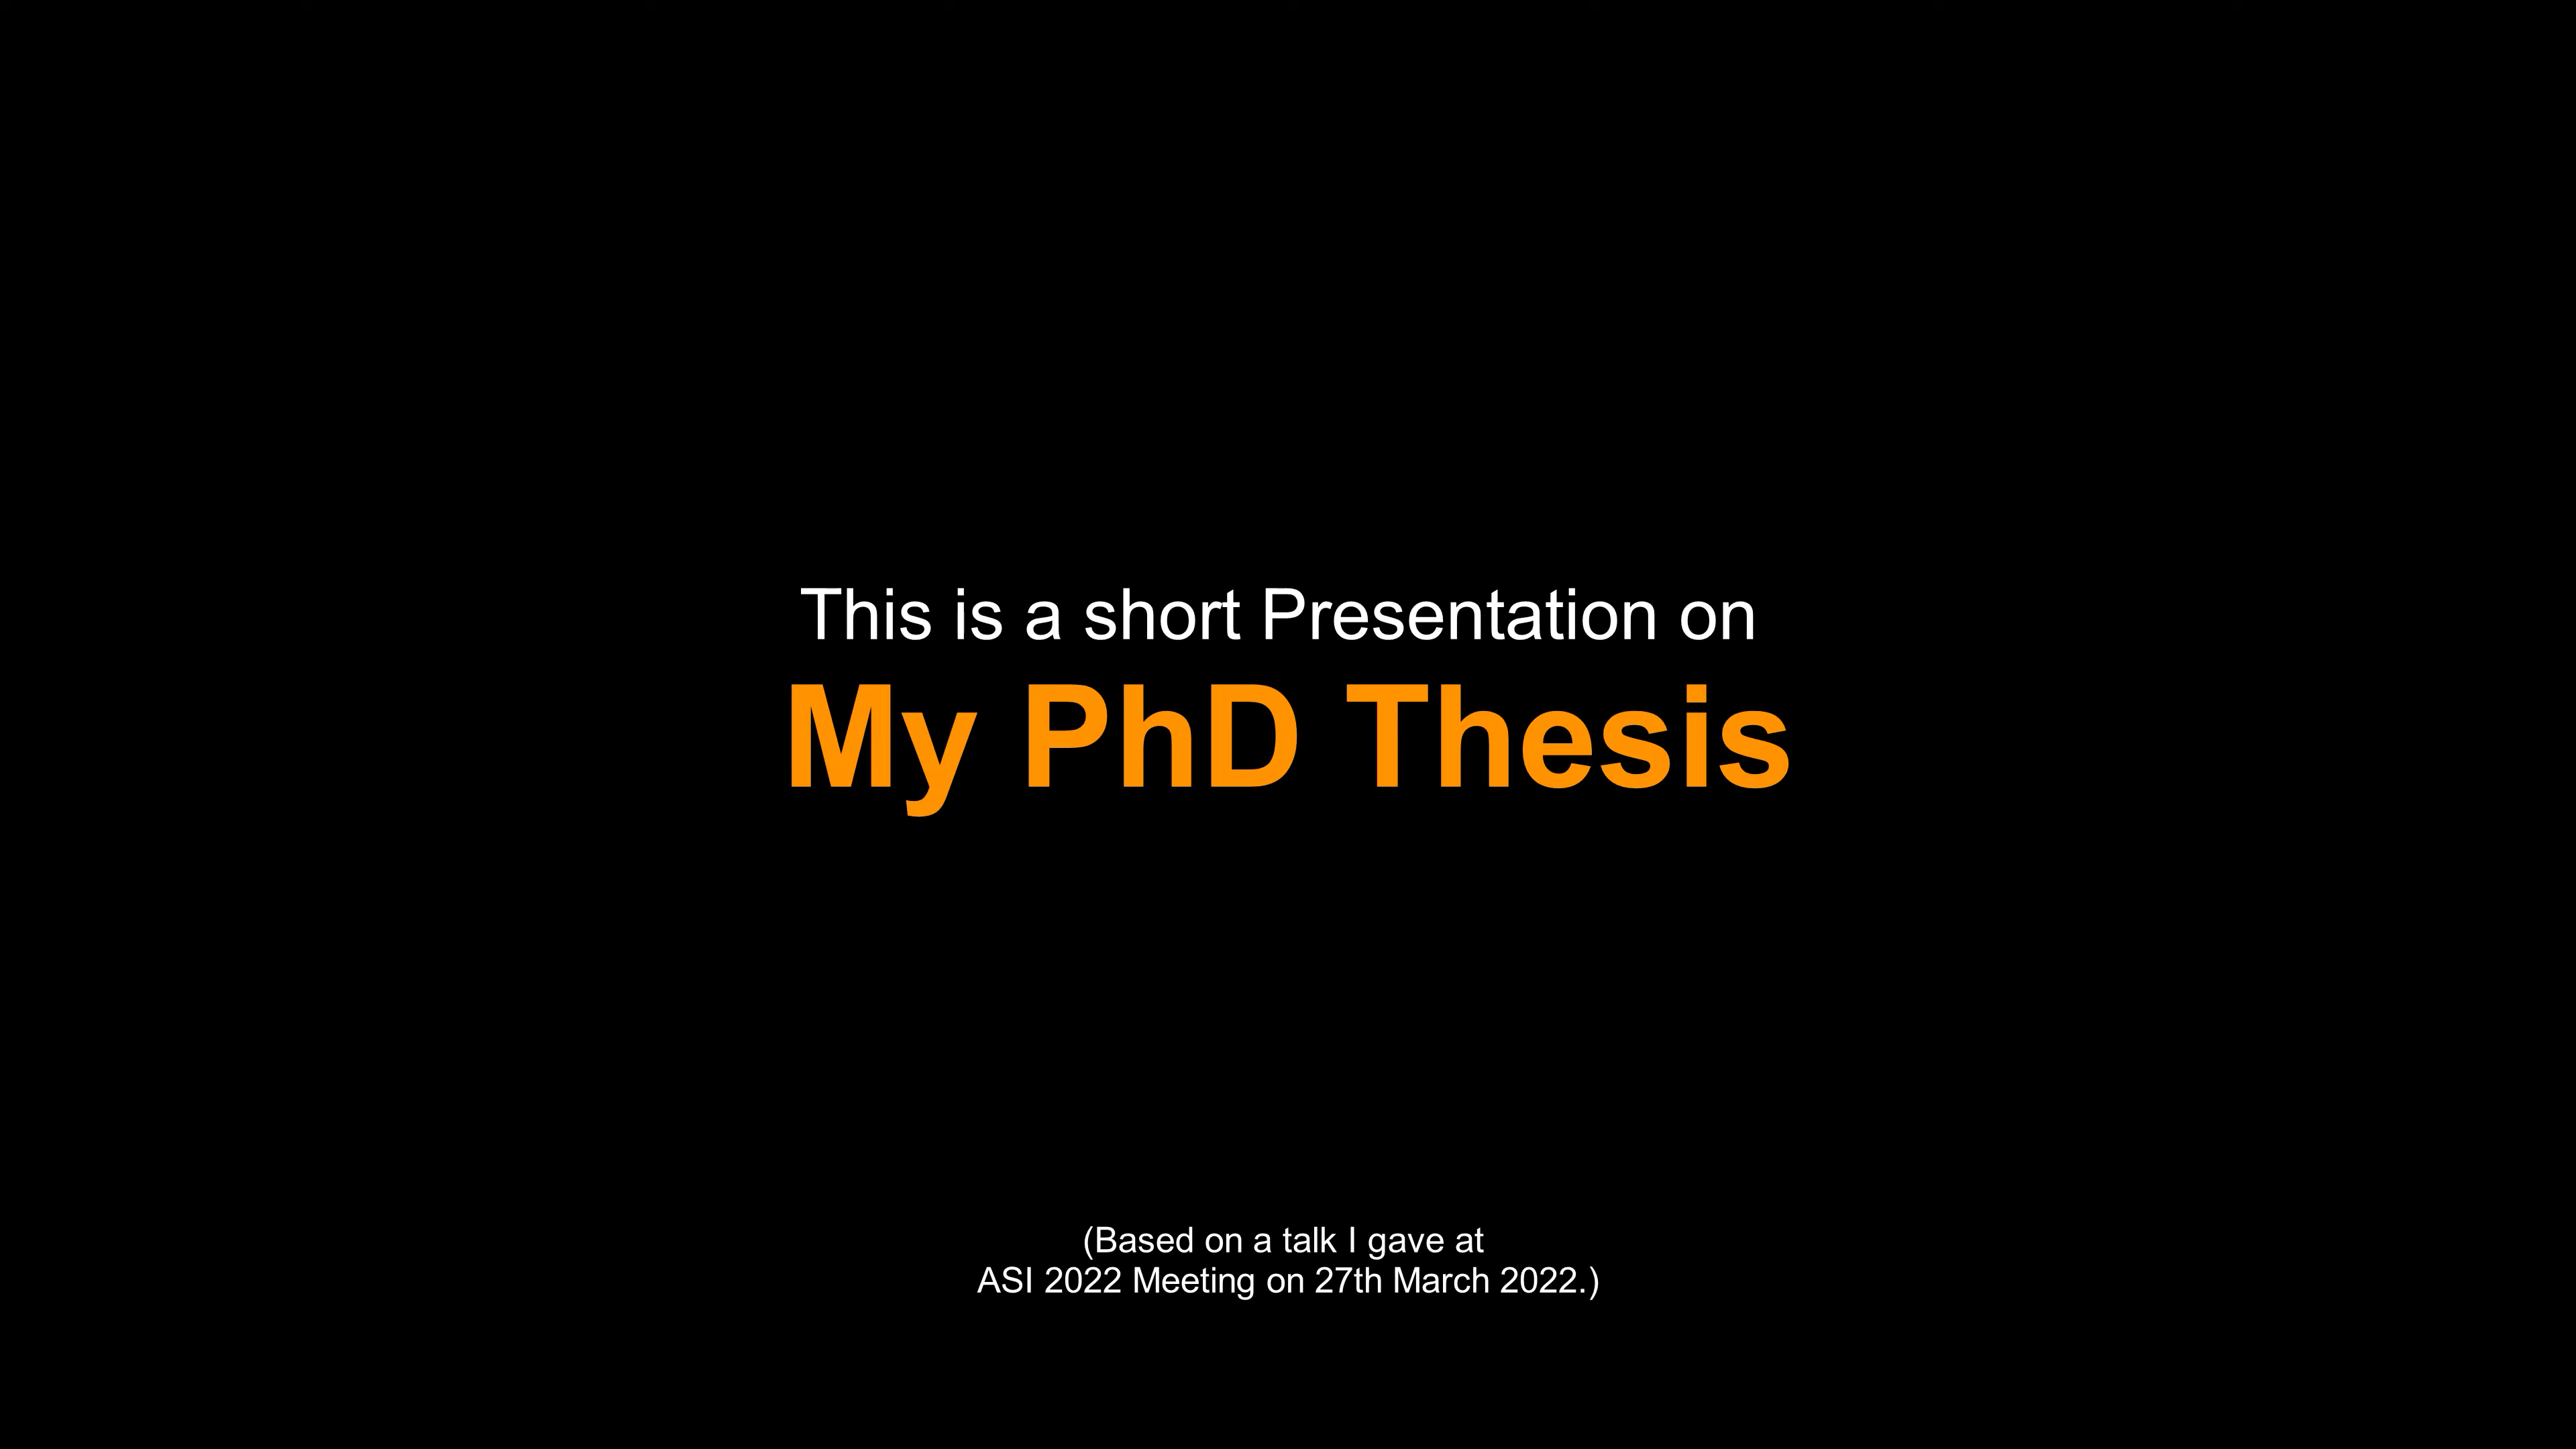 This is a short Presentation on
My PhD Thesis
(Based on a talk I gave at
ASI 2022 Meeting on 27th March 2022.)